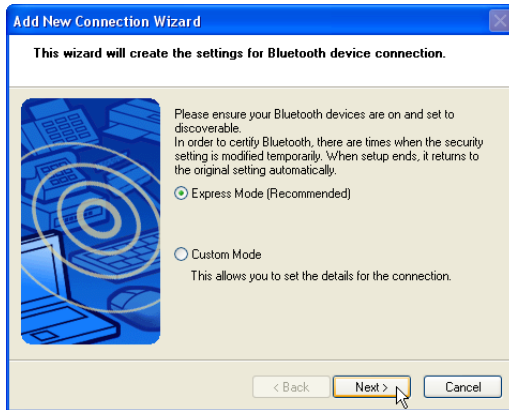 Add New Connection Wizard
This wizard will create the settings for Bluetooth device connection.
Please ensure your Bluetooth devices are on and set to
discoverable.
In order to certify Bluetooth, there are times when the security
setting is modified temporarily. When setup ends, it returns to
the original setting automatically.
Express Mode (Recommended)
Custom Mode
This allows you to set the details for the connection.
< Back Next > Cancel